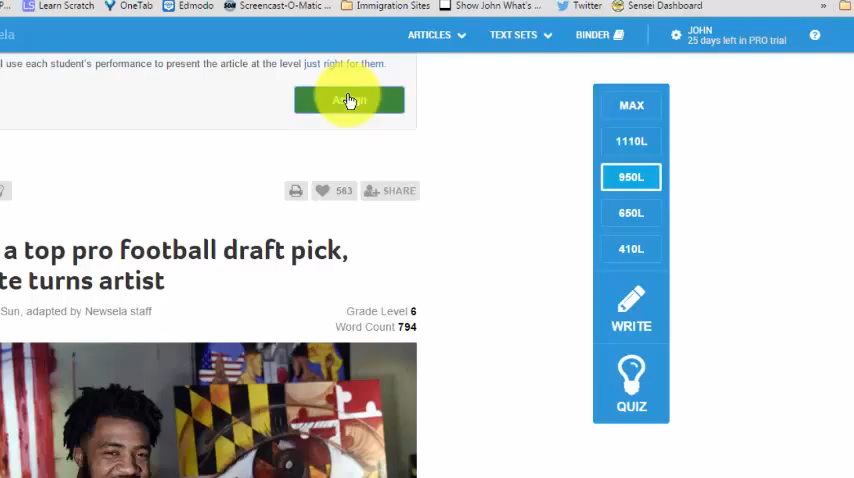 P... Learn Scratch OneTab Edmodo Screencast-O-Matic ... Immigration Sites Show John What's ... Twitter Sensei Dashboard »
ela ARTICLES TEXT SETS BINDER JOHN
25 days left in PRO trial
I use each student's performance to present the article at the level just right for them.
Assign
563 SHARE
a top pro football draft pick,
te turns artist
Sun, adapted by Newsela staff Grade Level 6
Word Count 794
MAX
1110L
950L
650L
410L
WRITE
QUIZ